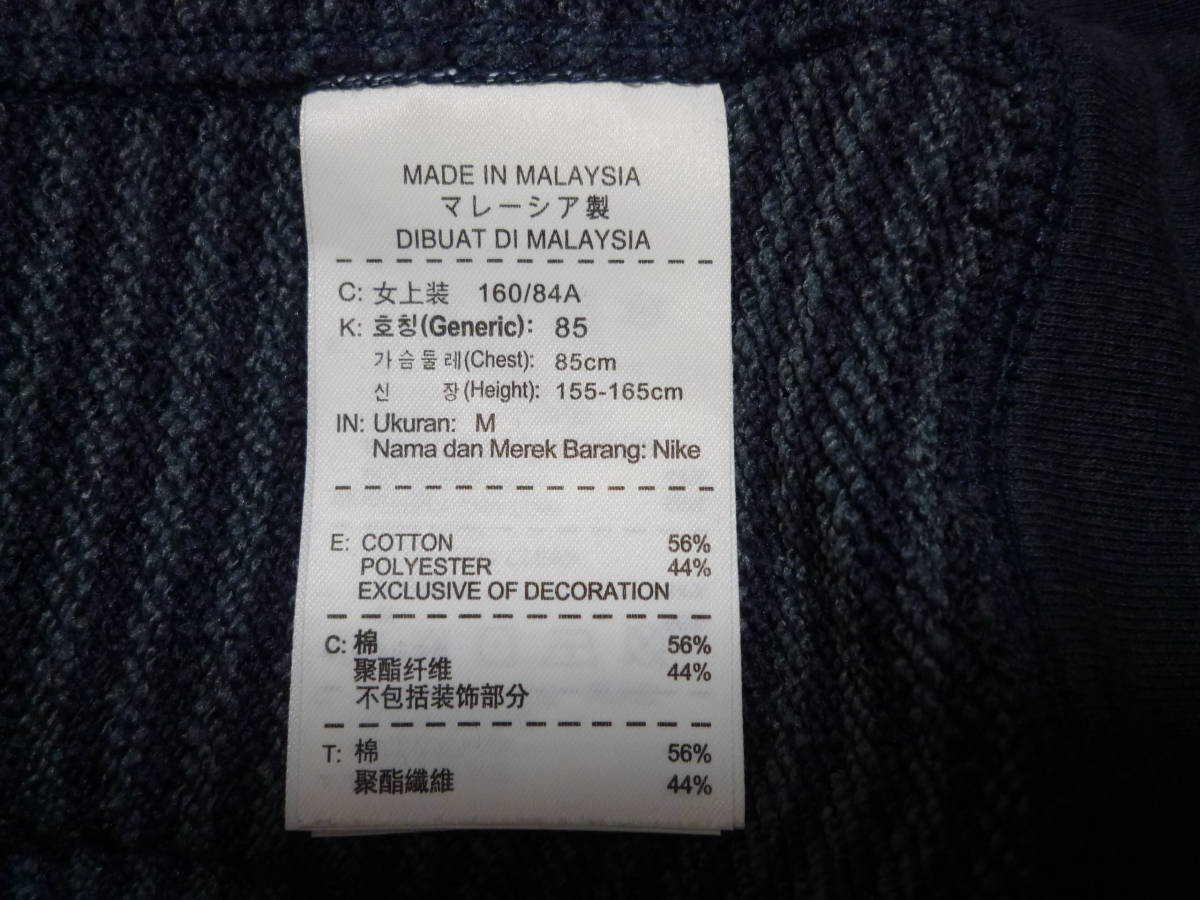 MADE IN MALAYSIA
マレーシア製
DIBUAT DI MALAYSIA
C: 女上装 160/84A
K: 호칭(Generic): 85
가슴둘레(Chest): 85cm
신 장(Height): 155-165cm
IN: Ukuran: M
Nama dan Merek Barang: Nike
E: COTTON 56%
POLYESTER 44%
EXCLUSIVE OF DECORATION
C: 棉 56%
聚酯纤维 44%
不包括装饰部分
T: 棉 56%
聚酯纖維 44%